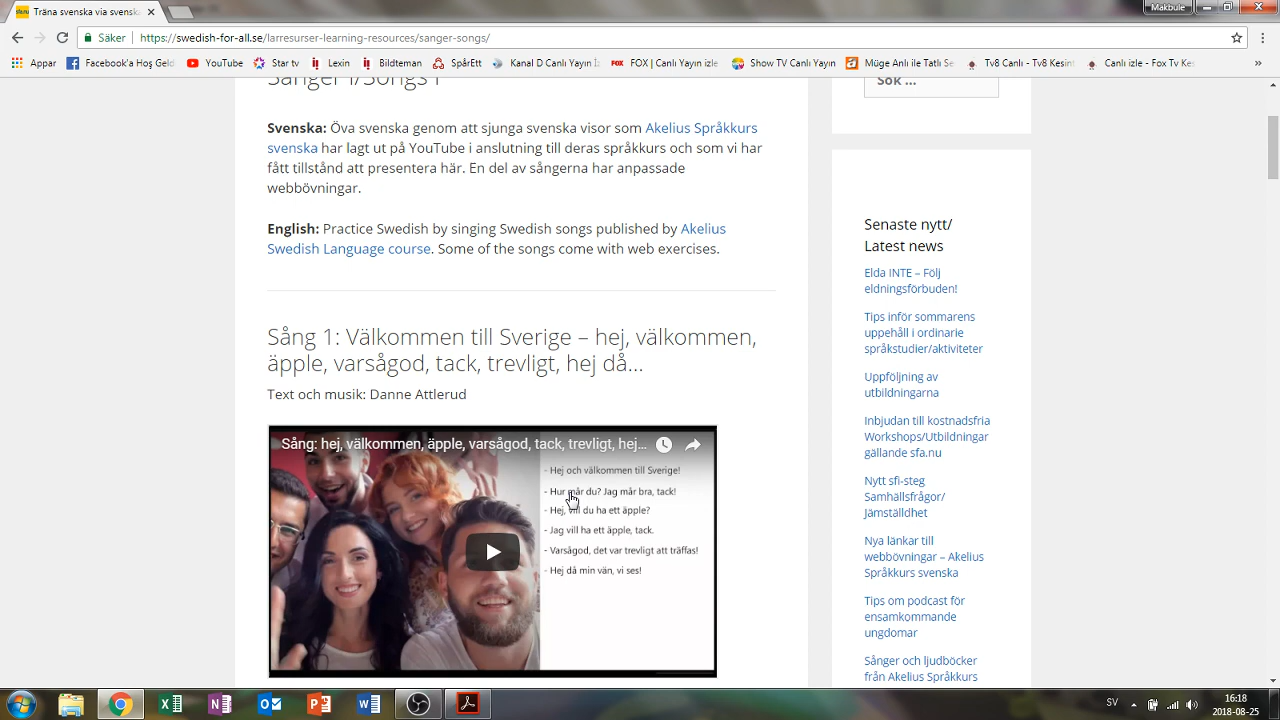 Makbule
Träna svenska via svensk
Säker
https://swedish-for-all.se/larresurser-learning-resources/sanger-songs/
Appar
Facebook'a Hoş Geld
YouTube
Star tv
Lexin
Bildteman
SpårEtt
Kanal D Canlı Yayın İz
FOX | Canlı Yayın izle
Show TV Canlı Yayın
Müge Anlı ile Tatlı Se
Tv8 Canlı - Tv8 Kesint
Canlı izle - Fox Tv Kes
»
Sånger I/Songs I
Svenska: Öva svenska genom att sjunga svenska visor som Akelius Språkkurs
svenska har lagt ut på YouTube i anslutning till deras språkkurs och som vi har
fått tillstånd att presentera här. En del av sångerna har anpassade
webbövningar.
English: Practice Swedish by singing Swedish songs published by Akelius
Swedish Language course. Some of the songs come with web exercises.
Sång 1: Välkommen till Sverige – hej, välkommen,
äpple, varsågod, tack, trevligt, hej då…
Text och musik: Danne Attlerud
Sång: hej, välkommen, äpple, varsågod, tack, trevligt, hej...
- Hej och välkommen till Sverige!
- Hur mår du? Jag mår bra, tack!
- Hej, vill du ha ett äpple?
- Jag vill ha ett äpple, tack.
- Varsågod, det var trevligt att träffas!
- Hej då min vän, vi ses!
Sök …
Senaste nytt/
Latest news
Elda INTE – Följ
eldningsförbuden!
Tips inför sommarens
uppehåll i ordinarie
språkstudier/aktiviteter
Uppföljning av
utbildningarna
Inbjudan till kostnadsfria
Workshops/Utbildningar
gällande sfa.nu
Nytt sfi-steg
Samhällsfrågor/
Jämställdhet
Nya länkar till
webbövningar – Akelius
Språkkurs svenska
Tips om podcast för
ensamkommande
ungdomar
Sånger och ljudböcker
från Akelius Språkkurs
SV
16:18
2018-08-25